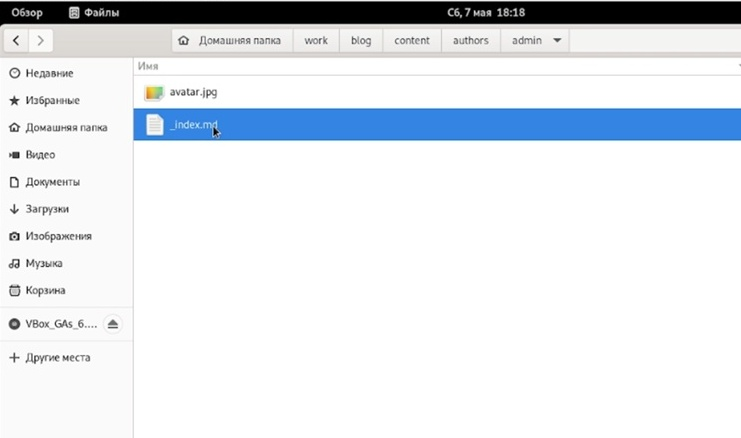 Обзор Файлы Сб, 7 мая 18:18
Домашняя папка work blog content authors admin
Имя
Недавние
avatar.jpg
Избранные
_index.md
Домашняя папка
Видео
Документы
Загрузки
Изображения
Музыка
Корзина
VBox_GAs_6....
Другие места